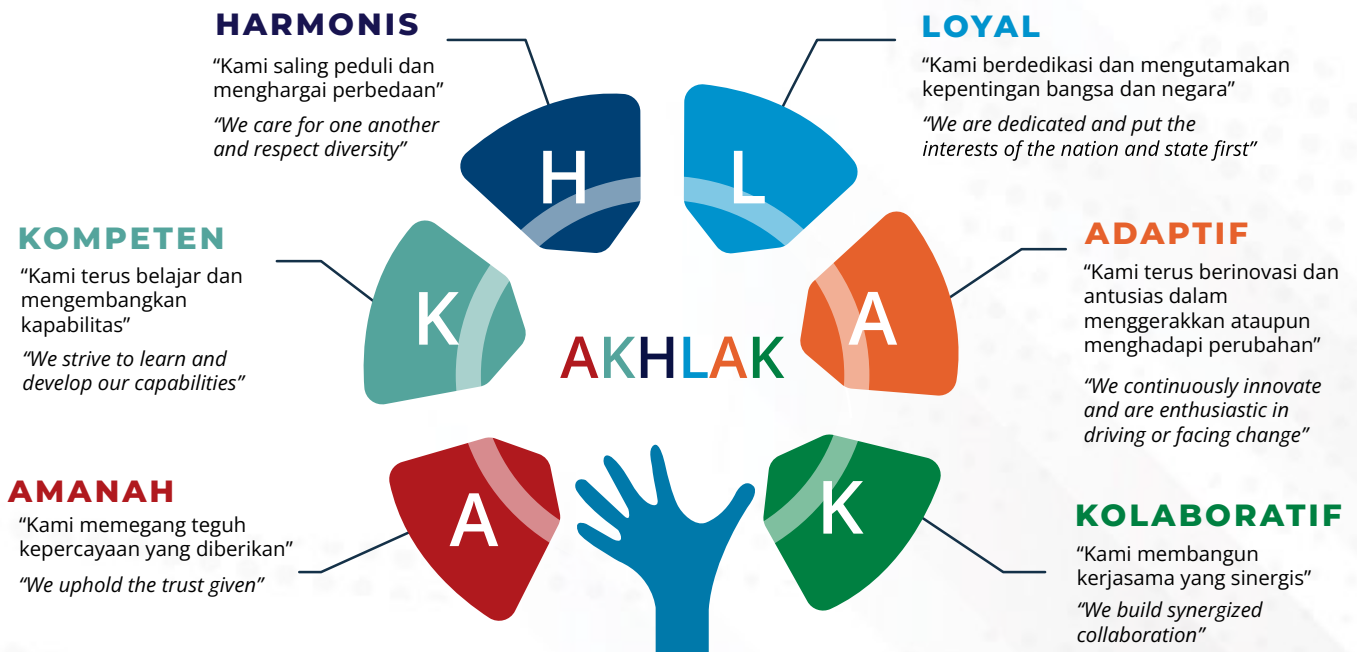 HARMONIS
“Kami saling peduli dan
menghargai perbedaan”
“We care for one another
and respect diversity”
LOYAL
“Kami berdedikasi dan mengutamakan
kepentingan bangsa dan negara”
“We are dedicated and put the
interests of the nation and state first”
H
L
KOMPETEN
“Kami terus belajar dan
mengembangkan
kapabilitas”
“We strive to learn and
develop our capabilities”
K
AKHLAK
A
ADAPTIF
“Kami terus berinovasi dan
antusias dalam
menggerakkan ataupun
menghadapi perubahan”
“We continuously innovate
and are enthusiastic in
driving or facing change”
AMANAH
“Kami memegang teguh
kepercayaan yang diberikan”
“We uphold the trust given”
A
K
KOLABORATIF
“Kami membangun
kerjasama yang sinergis”
“We build synergized
collaboration”